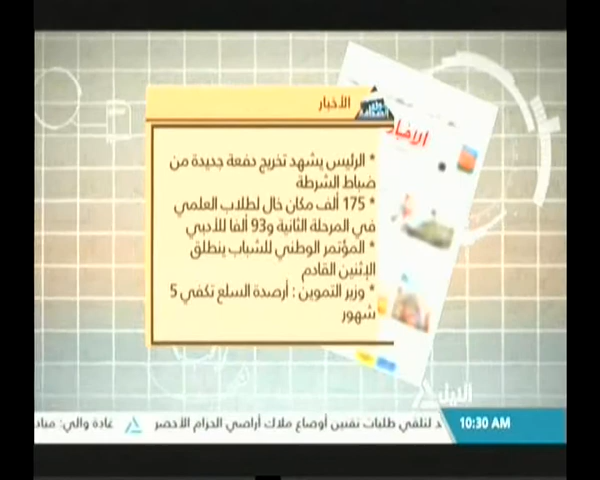 الأخبار
الاخبار
* الرئيس يشهد تخريج دفعة جديدة من
ضباط الشرطة
* 175 ألف مكان خال لطلاب العلمي
في المرحلة الثانية و93 ألفا للأدبي
* المؤتمر الوطني للشباب ينطلق
الإثنين القادم
* وزير التموين : أرصدة السلع تكفي 5
شهور
النيل
10:30 AM
لتلقي طلبات تقنين أوضاع ملاك أراضي الحزام الأخضر
غادة والي: